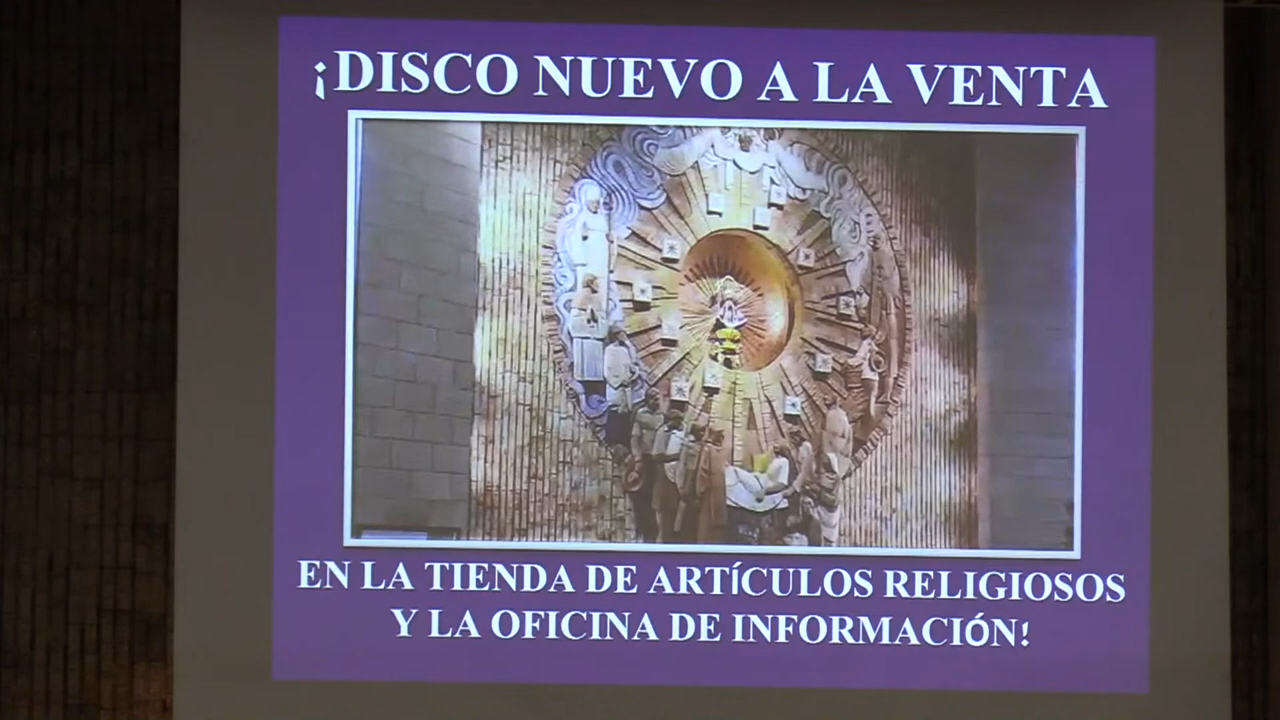 ¡DISCO NUEVO A LA VENTA
EN LA TIENDA DE ARTÍCULOS RELIGIOSOS
Y LA OFICINA DE INFORMACIÓN!